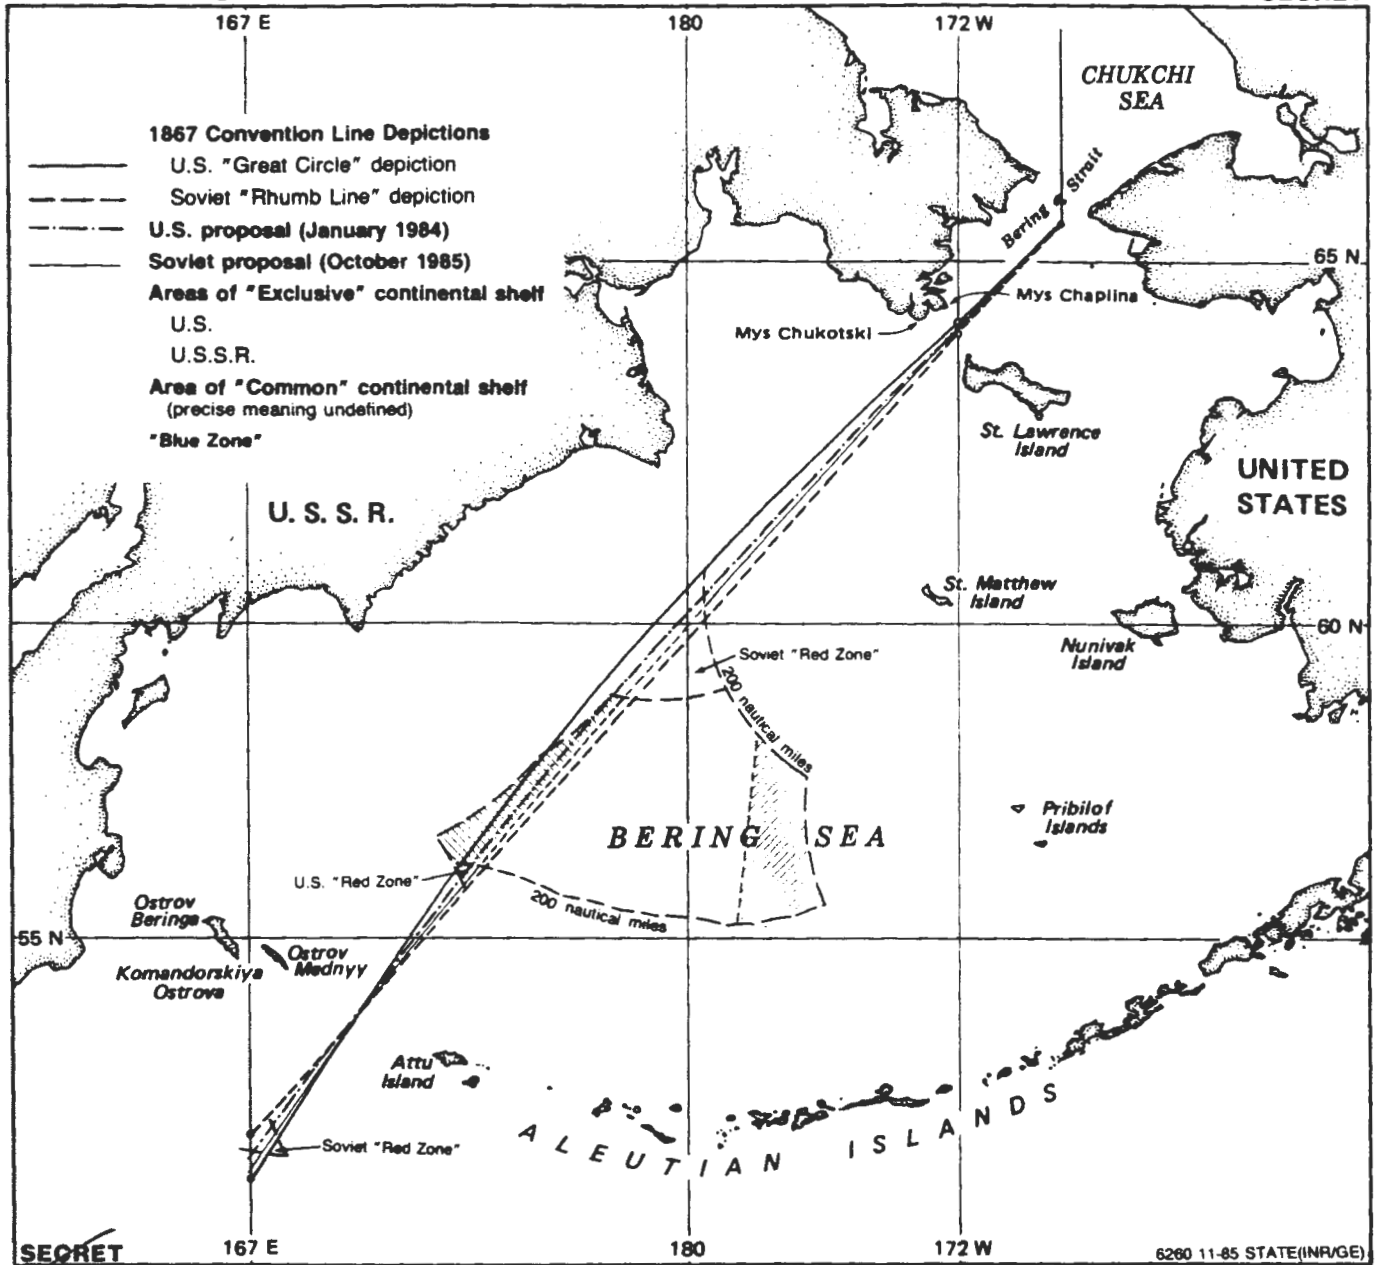 167 E
180
172 W
CHUKCHI
SEA
1867 Convention Line Depictions
U.S. "Great Circle" depiction
Soviet "Rhumb Line" depiction
U.S. proposal (January 1984)
Soviet proposal (October 1985)
Areas of "Exclusive" continental shelf
U.S.
U.S.S.R.
Area of "Common" continental shelf
(precise meaning undefined)
"Blue Zone"
Bering Strait
65 N
Mys Chaplina
Mys Chukotski
St. Lawrence
Island
UNITED
STATES
U.S.S.R.
St. Matthew
Island
Nunivak
Island
60 N
Soviet "Red Zone"
200 nautical miles
Pribilof
Islands
BERING SEA
U.S. "Red Zone"
200 nautical miles
Ostrov
Beringa
55 N
Ostrov
Mednyy
Komandorskiya
Ostrova
Attu
Island
Soviet "Red Zone"
ALEUTIAN ISLANDS
SECRET
167 E
180
172 W
6260 11-85 STATE(INR/GE)